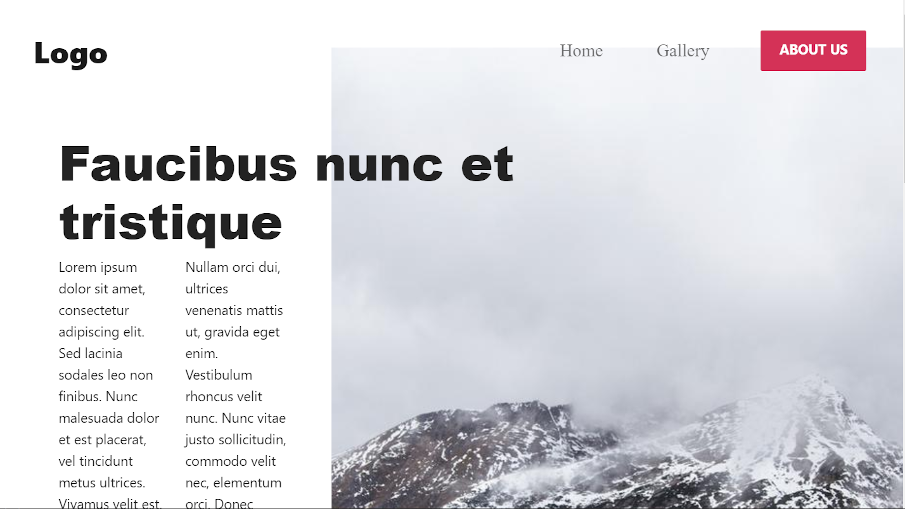 Logo
Home
Gallery
ABOUT US
Faucibus nunc et
tristique
Lorem ipsum
dolor sit amet,
consectetur
adipiscing elit.
Sed lacinia
sodales leo non
finibus. Nunc
malesuada dolor
et est placerat,
vel tincidunt
metus ultrices.
Vivamus velit est,
Nullam orci dui,
ultrices
venenatis mattis
ut, gravida eget
enim.
Vestibulum
rhoncus velit
nunc. Nunc vitae
justo sollicitudin,
commodo velit
nec, elementum
orci. Donec